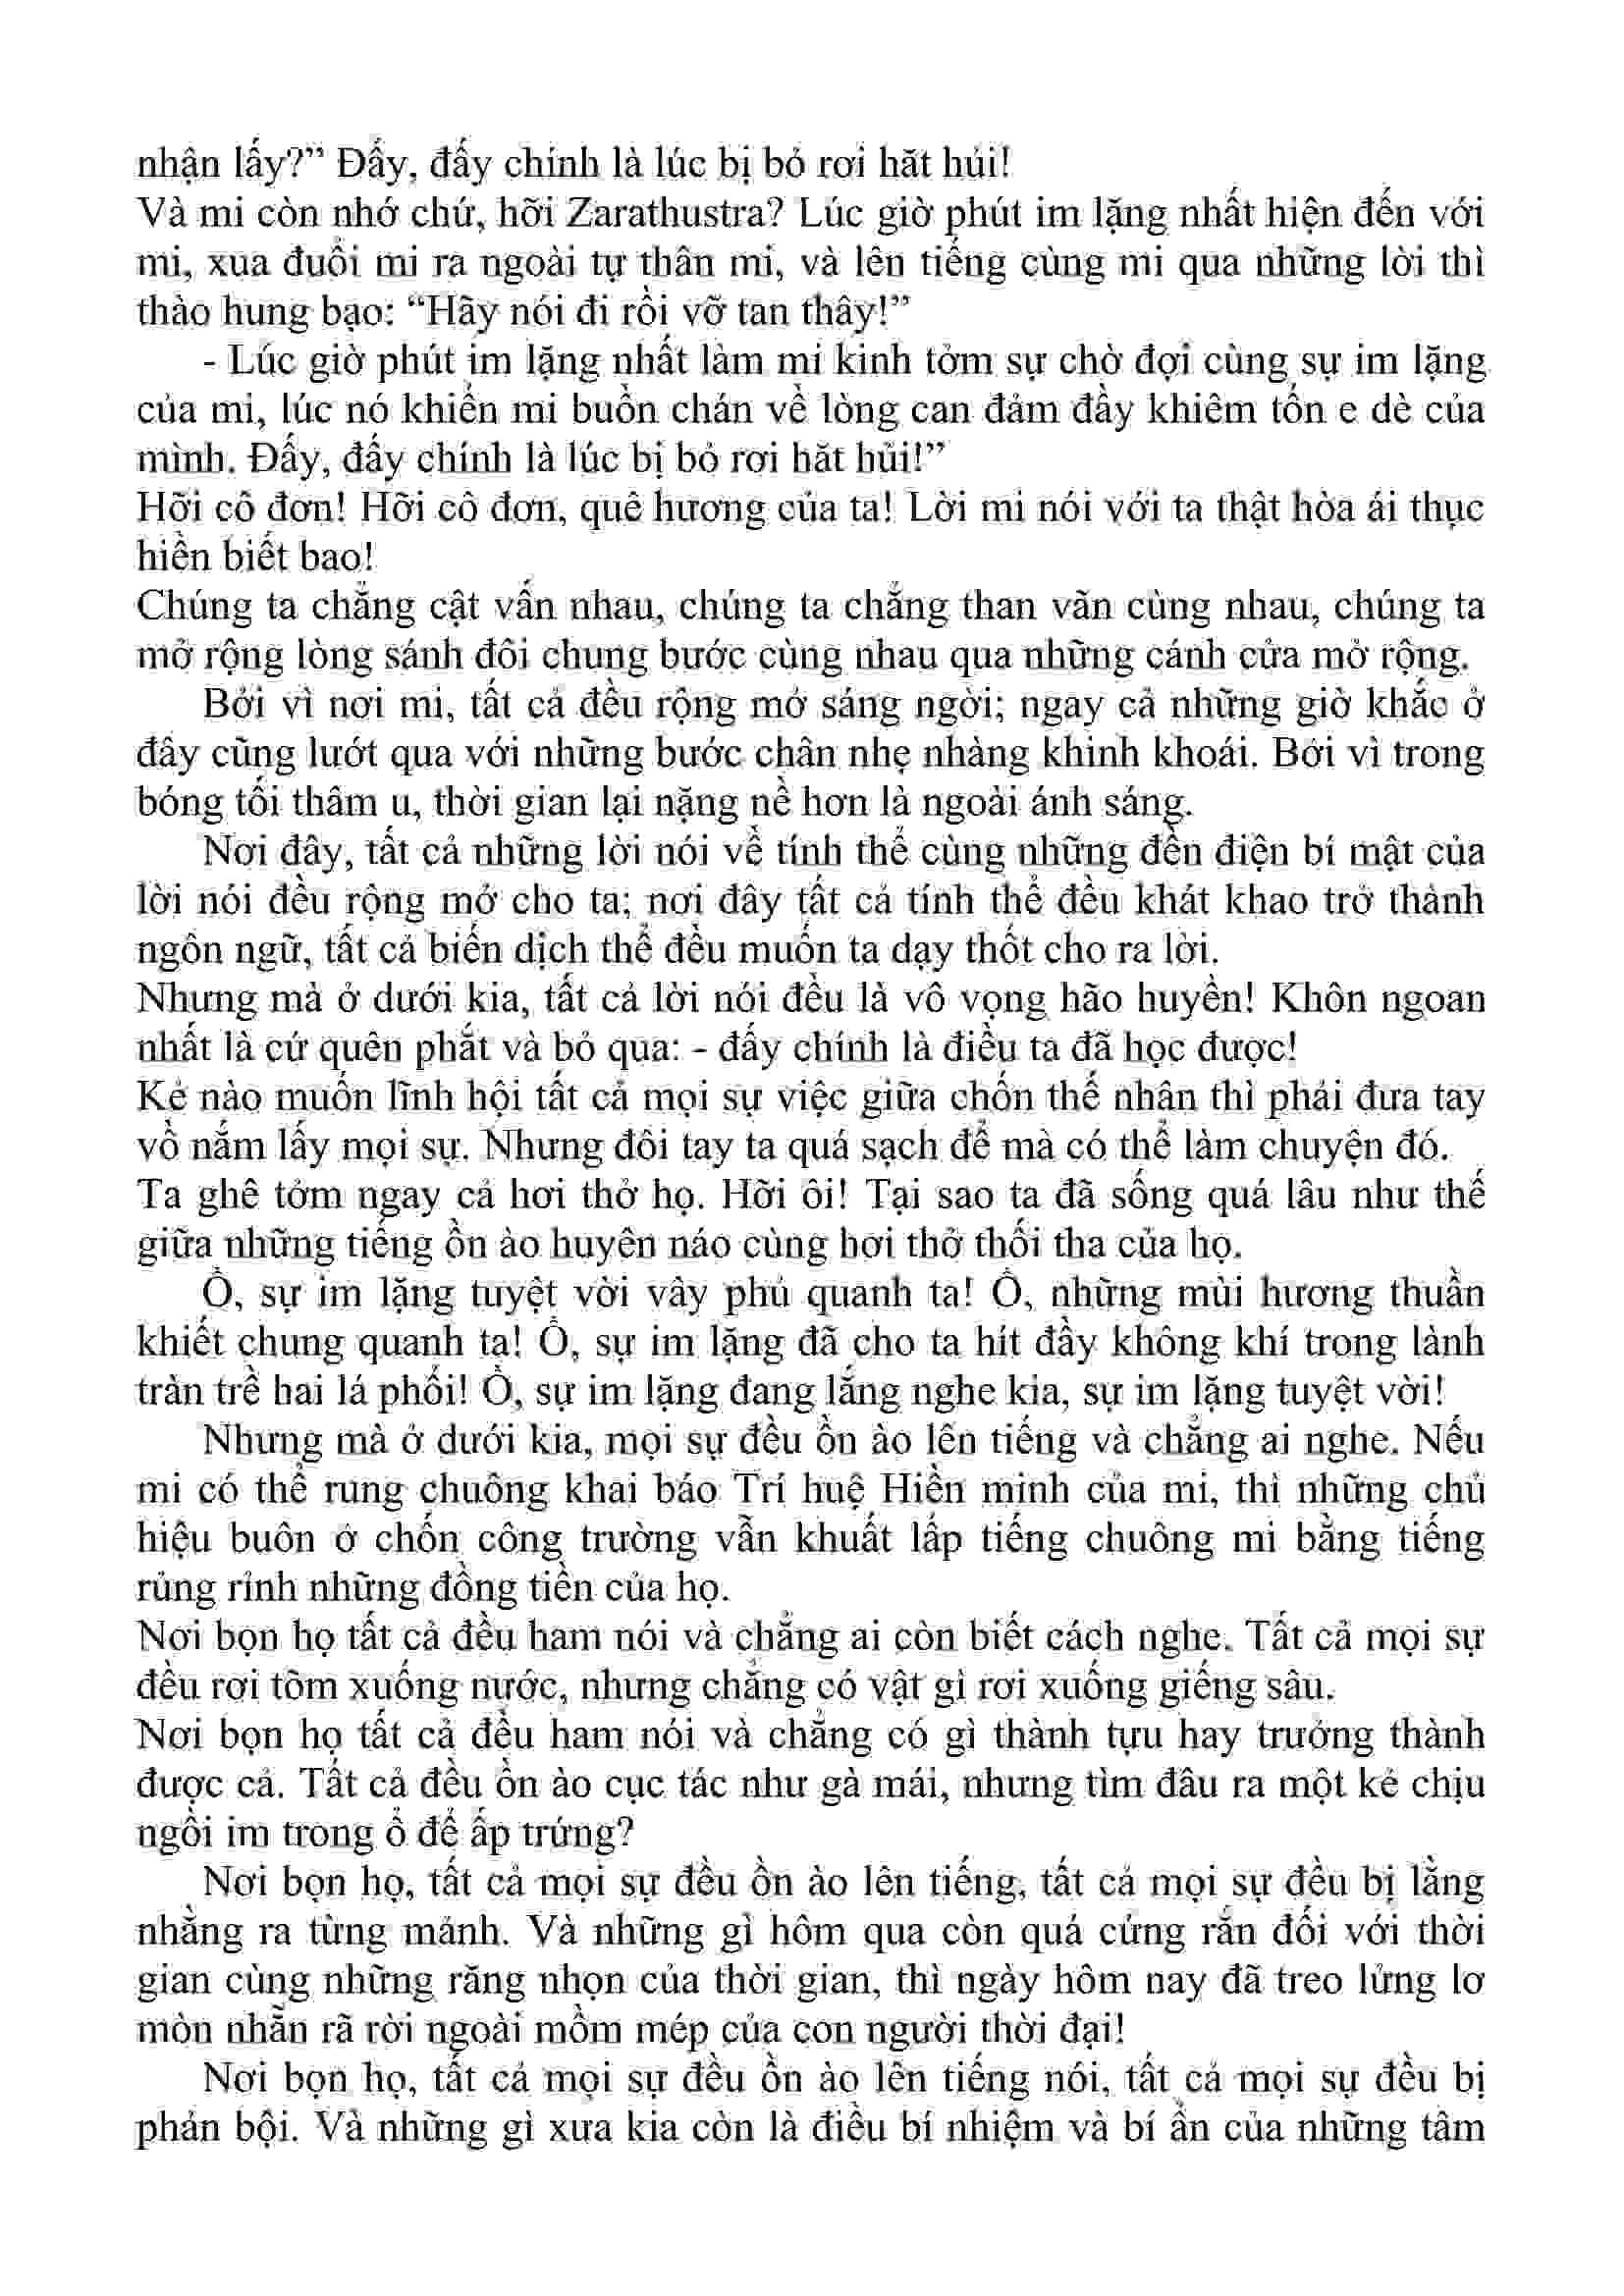 nhận lấy?” Đấy, đấy chính là lúc bị bỏ rơi hắt hủi!
Và mi còn nhớ chứ, hỡi Zarathustra? Lúc giờ phút im lặng nhất hiện đến với
mi, xua đuổi mi ra ngoài tự thân mi, và lên tiếng cùng mi qua những lời thì
thào hung bạo: “Hãy nói đi rồi vỡ tan thây!”
- Lúc giờ phút im lặng nhất làm mi kinh tởm sự chờ đợi cùng sự im lặng
của mi, lúc nó khiến mi buồn chán về lòng can đảm đầy khiêm tốn e dè của
mình. Đấy, đấy chính là lúc bị bỏ rơi hắt hủi!”
Hỡi cô đơn! Hỡi cô đơn, quê hương của ta! Lời mi nói với ta thật hòa ái thục
hiền biết bao!
Chúng ta chẳng cật vấn nhau, chúng ta chẳng than vãn cùng nhau, chúng ta
mở rộng lòng sánh đôi chung bước cùng nhau qua những cánh cửa mở rộng.
Bởi vì nơi mi, tất cả đều rộng mở sáng ngời; ngay cả những giờ khắc ở
đây cũng lướt qua với những bước chân nhẹ nhàng khinh khoái. Bởi vì trong
bóng tối thâm u, thời gian lại nặng nề hơn là ngoài ánh sáng.
Nơi đây, tất cả những lời nói về tính thể cùng những đền điện bí mật của
lời nói đều rộng mở cho ta; nơi đây tất cả tính thể đều khát khao trở thành
ngôn ngữ, tất cả biến dịch thể đều muốn ta dạy thốt cho ra lời.
Nhưng mà ở dưới kia, tất cả lời nói đều là vô vọng hão huyền! Khôn ngoan
nhất là cứ quên phắt và bỏ qua: - đấy chính là điều ta đã học được!
Kẻ nào muốn lĩnh hội tất cả mọi sự việc giữa chốn thế nhân thì phải đưa tay
vồ nắm lấy mọi sự. Nhưng đôi tay ta quá sạch để mà có thể làm chuyện đó.
Ta ghê tởm ngay cả hơi thở họ. Hỡi ôi! Tại sao ta đã sống quá lâu như thế
giữa những tiếng ồn ào huyên náo cùng hơi thở thối tha của họ.
Ồ, sự im lặng tuyệt vời vây phủ quanh ta! Ồ, những mùi hương thuần
khiết chung quanh ta! Ồ, sự im lặng đã cho ta hít đầy không khí trong lành
tràn trề hai lá phổi! Ồ, sự im lặng đang lắng nghe kia, sự im lặng tuyệt vời!
Nhưng mà ở dưới kia, mọi sự đều ồn ào lên tiếng và chẳng ai nghe. Nếu
mi có thể rung chuông khai báo Trí huệ Hiền minh của mi, thì những chủ
hiệu buôn ở chốn công trường vẫn khuất lấp tiếng chuông mi bằng tiếng
rủng rỉnh những đồng tiền của họ.
Nơi bọn họ tất cả đều ham nói và chẳng ai còn biết cách nghe. Tất cả mọi sự
đều rơi tõm xuống nước, nhưng chẳng có vật gì rơi xuống giếng sâu.
Nơi bọn họ tất cả đều ham nói và chẳng có gì thành tựu hay trưởng thành
được cả. Tất cả đều ồn ào cục tác như gà mái, nhưng tìm đâu ra một kẻ chịu
ngồi im trong ổ để ấp trứng?
Nơi bọn họ, tất cả mọi sự đều ồn ào lên tiếng, tất cả mọi sự đều bị lằng
nhằng ra từng mảnh. Và những gì hôm qua còn quá cứng rắn đối với thời
gian cùng những răng nhọn của thời gian, thì ngày hôm nay đã treo lửng lơ
mòn nhẵn rã rời ngoài mồm mép của con người thời đại!
Nơi bọn họ, tất cả mọi sự đều ồn ào lên tiếng nói, tất cả mọi sự đều bị
phản bội. Và những gì xưa kia còn là điều bí nhiệm và bí ẩn của những tâm